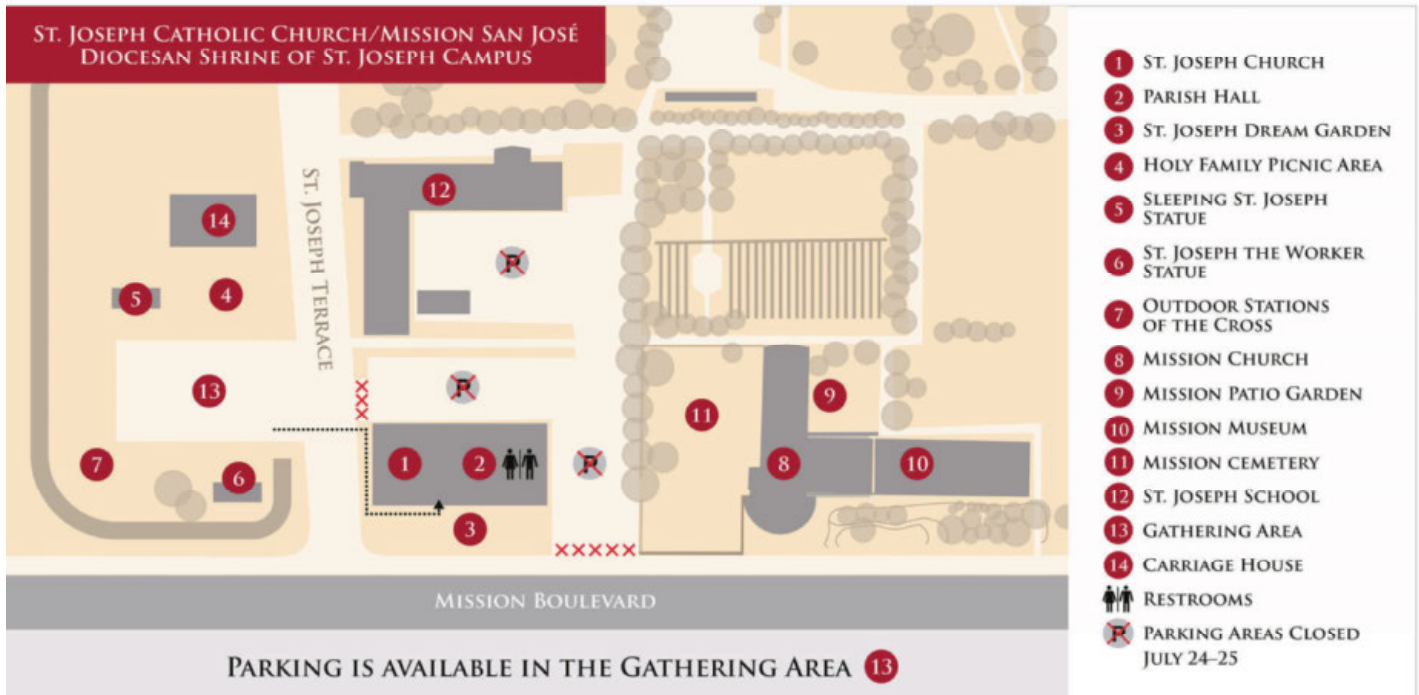 ST. JOSEPH CATHOLIC CHURCH/MISSION SAN JOSÉ
DIOCESAN SHRINE OF ST. JOSEPH CAMPUS
ST. JOSEPH TERRACE
12
14
P
5
4
13
P
11
9
7
6
1
2
P
8
10
3
XXX
XXXXX
MISSION BOULEVARD
PARKING IS AVAILABLE IN THE GATHERING AREA 13
1 ST. JOSEPH CHURCH
2 PARISH HALL
3 ST. JOSEPH DREAM GARDEN
4 HOLY FAMILY PICNIC AREA
5 SLEEPING ST. JOSEPH
STATUE
6 ST. JOSEPH THE WORKER
STATUE
7 OUTDOOR STATIONS
OF THE CROSS
8 MISSION CHURCH
9 MISSION PATIO GARDEN
10 MISSION MUSEUM
11 MISSION CEMETERY
12 ST. JOSEPH SCHOOL
13 GATHERING AREA
14 CARRIAGE HOUSE
RESTROOMS
P PARKING AREAS CLOSED
JULY 24–25